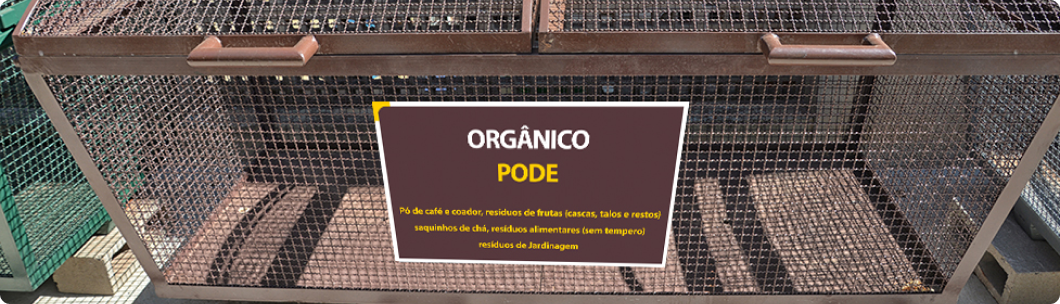 ORGÂNICO
PODE
Pó de café e coador, resíduos de frutas (cascas, talos e restos)
saquinhos de chá, resíduos alimentares (sem tempero)
resíduos de Jardinagem